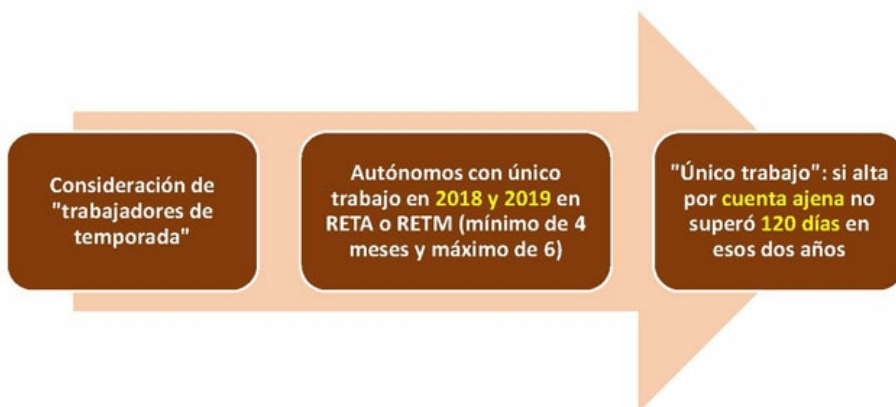 Consideración de
"trabajadores de
temporada"
Autónomos con único
trabajo en 2018 y 2019 en
RETA o RETM (mínimo de 4
meses y máximo de 6)
"Único trabajo": si alta
por cuenta ajena no
superó 120 días en
esos dos años